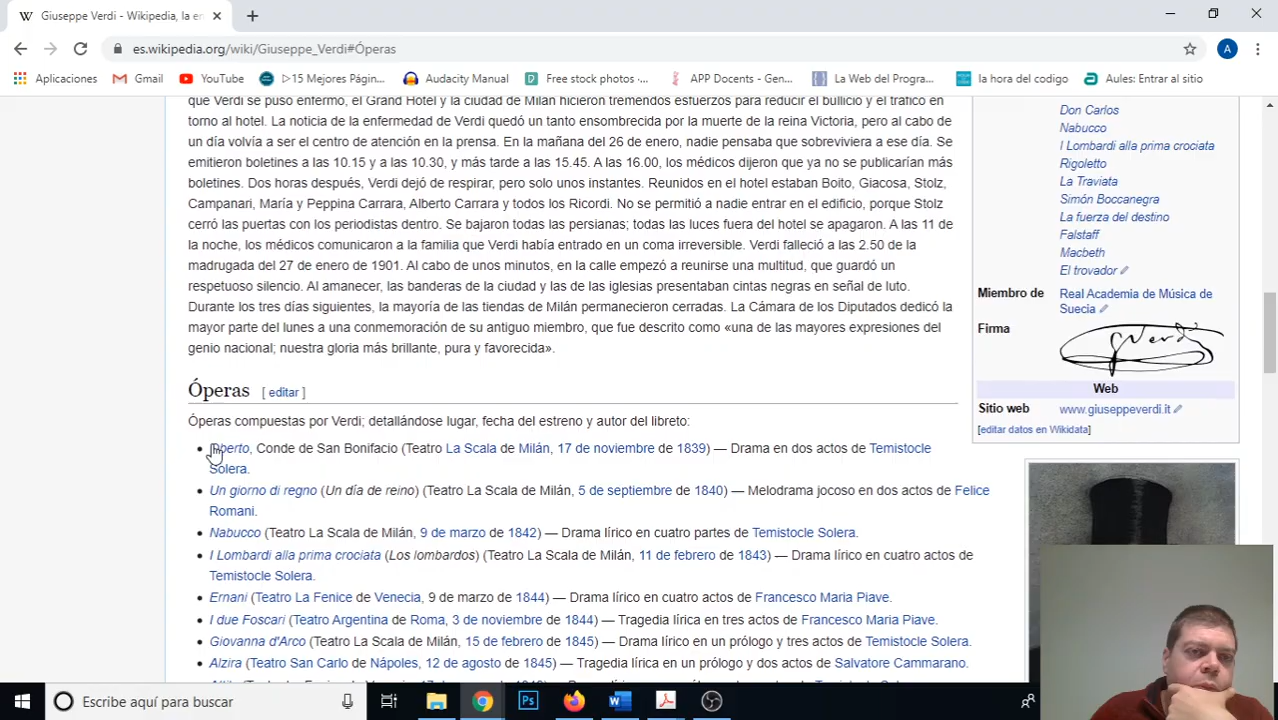 Giuseppe Verdi - Wikipedia, la en
es.wikipedia.org/wiki/Giuseppe_Verdi#Óperas
A
Aplicaciones
Gmail
YouTube
▷15 Mejores Págin...
Audacity Manual
Free stock photos ·...
APP Docents - Gen...
La Web del Progra...
la hora del codigo
Aules: Entrar al sitio
que Verdi se puso enfermo, el Grand Hotel y la ciudad de Milán hicieron tremendos esfuerzos para reducir el bullicio y el tráfico en
torno al hotel. La noticia de la enfermedad de Verdi quedó un tanto ensombrecida por la muerte de la reina Victoria, pero al cabo de
un día volvía a ser el centro de atención en la prensa. En la mañana del 26 de enero, nadie pensaba que sobreviviera a ese día. Se
emitieron boletines a las 10.15 y a las 10.30, y más tarde a las 15.45. A las 16.00, los médicos dijeron que ya no se publicarían más
boletines. Dos horas después, Verdi dejó de respirar, pero solo unos instantes. Reunidos en el hotel estaban Boito, Giacosa, Stolz,
Campanari, María y Peppina Carrara, Alberto Carrara y todos los Ricordi. No se permitió a nadie entrar en el edificio, porque Stolz
cerró las puertas con los periodistas dentro. Se bajaron todas las persianas; todas las luces fuera del hotel se apagaron. A las 11 de
la noche, los médicos comunicaron a la familia que Verdi había entrado en un coma irreversible. Verdi falleció a las 2.50 de la
madrugada del 27 de enero de 1901. Al cabo de unos minutos, en la calle empezó a reunirse una multitud, que guardó un
respetuoso silencio. Al amanecer, las banderas de la ciudad y las de las iglesias presentaban cintas negras en señal de luto.
Durante los tres días siguientes, la mayoría de las tiendas de Milán permanecieron cerradas. La Cámara de los Diputados dedicó la
mayor parte del lunes a una conmemoración de su antiguo miembro, que fue descrito como «una de las mayores expresiones del
genio nacional; nuestra gloria más brillante, pura y favorecida».
Óperas [ editar ]
Óperas compuestas por Verdi; detallándose lugar, fecha del estreno y autor del libreto:
Oberto, Conde de San Bonifacio (Teatro La Scala de Milán, 17 de noviembre de 1839) — Drama en dos actos de Temistocle
Solera.
Un giorno di regno (Un día de reino) (Teatro La Scala de Milán, 5 de septiembre de 1840) — Melodrama jocoso en dos actos de Felice
Romani.
Nabucco (Teatro La Scala de Milán, 9 de marzo de 1842) — Drama lírico en cuatro partes de Temistocle Solera.
I Lombardi alla prima crociata (Los lombardos) (Teatro La Scala de Milán, 11 de febrero de 1843) — Drama lírico en cuatro actos de
Temistocle Solera.
Ernani (Teatro La Fenice de Venecia, 9 de marzo de 1844) — Drama lírico en cuatro actos de Francesco Maria Piave.
I due Foscari (Teatro Argentina de Roma, 3 de noviembre de 1844) — Tragedia lírica en tres actos de Francesco Maria Piave.
Giovanna d'Arco (Teatro La Scala de Milán, 15 de febrero de 1845) — Drama lírico en un prólogo y tres actos de Temistocle Solera.
Alzira (Teatro San Carlo de Nápoles, 12 de agosto de 1845) — Tragedia lírica en un prólogo y dos actos de Salvatore Cammarano.
Don Carlos
Nabucco
I Lombardi alla prima crociata
Rigoletto
La Traviata
Simón Boccanegra
La fuerza del destino
Falstaff
Macbeth
El trovador
Miembro de Real Academia de Música de
Suecia
Firma GVerdi
Web
Sitio web www.giuseppeverdi.it
[editar datos en Wikidata]
Escribe aquí para buscar
Ps